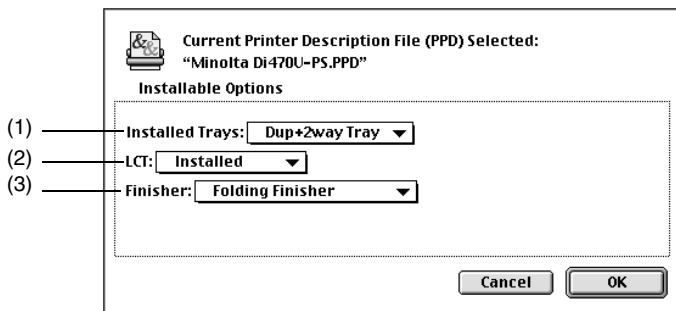 Current Printer Description File (PPD) Selected:
“Minolta Di470U-PS.PPD”
Installable Options
(1) Installed Trays: Dup+2way Tray
(2) LCT: Installed
(3) Finisher: Folding Finisher
Cancel OK